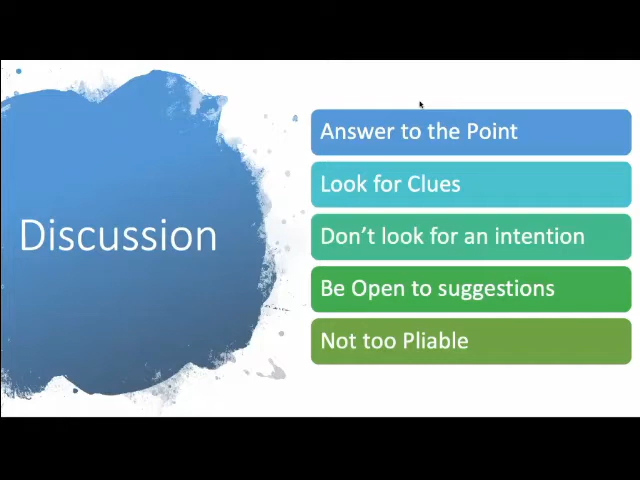 Discussion
Answer to the Point
Look for Clues
Don't look for an intention
Be Open to suggestions
Not too Pliable